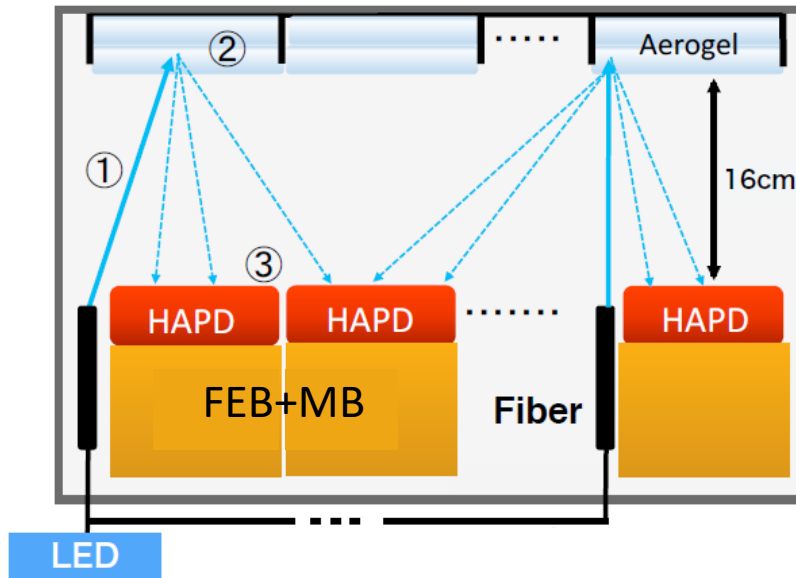 ②
.....
Aerogel
①
16cm
③
HAPD
HAPD
.......
HAPD
FEB+MB
Fiber
LED